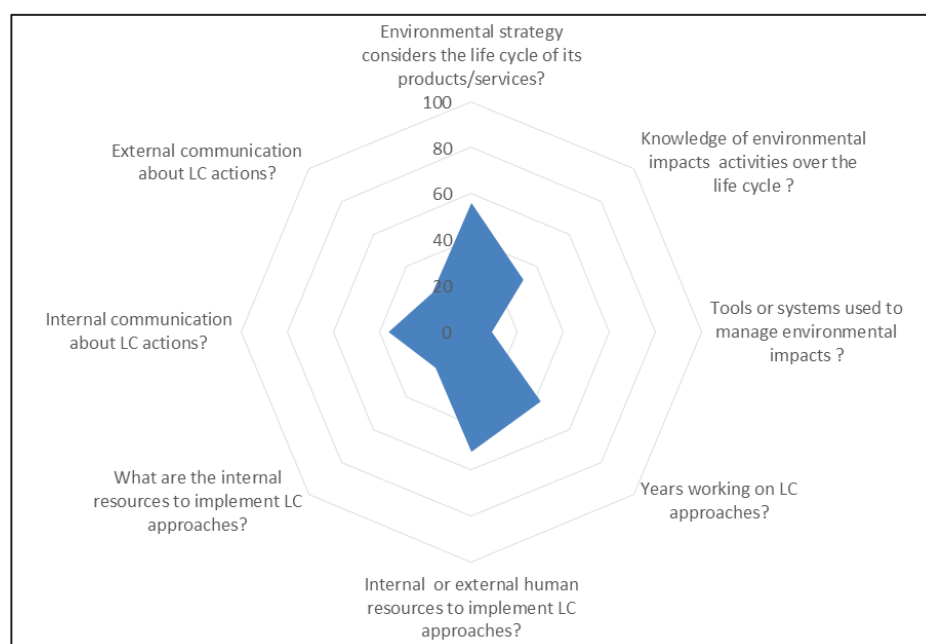 Environmental strategy
considers the life cycle of its
products/services?
100
80
60
40
20
0
Knowledge of environmental
impacts activities over the
life cycle ?
Tools or systems used to
manage environmental
impacts ?
Years working on LC
approaches?
Internal or external human
resources to implement LC
approaches?
What are the internal
resources to implement LC
approaches?
Internal communication
about LC actions?
External communication
about LC actions?